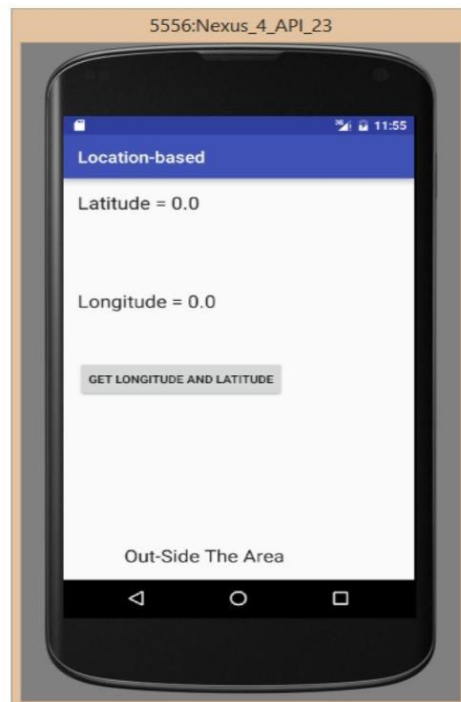 5556:Nexus_4_API_23
11:55
Location-based
Latitude = 0.0
Longitude = 0.0
GET LONGITUDE AND LATITUDE
Out-Side The Area